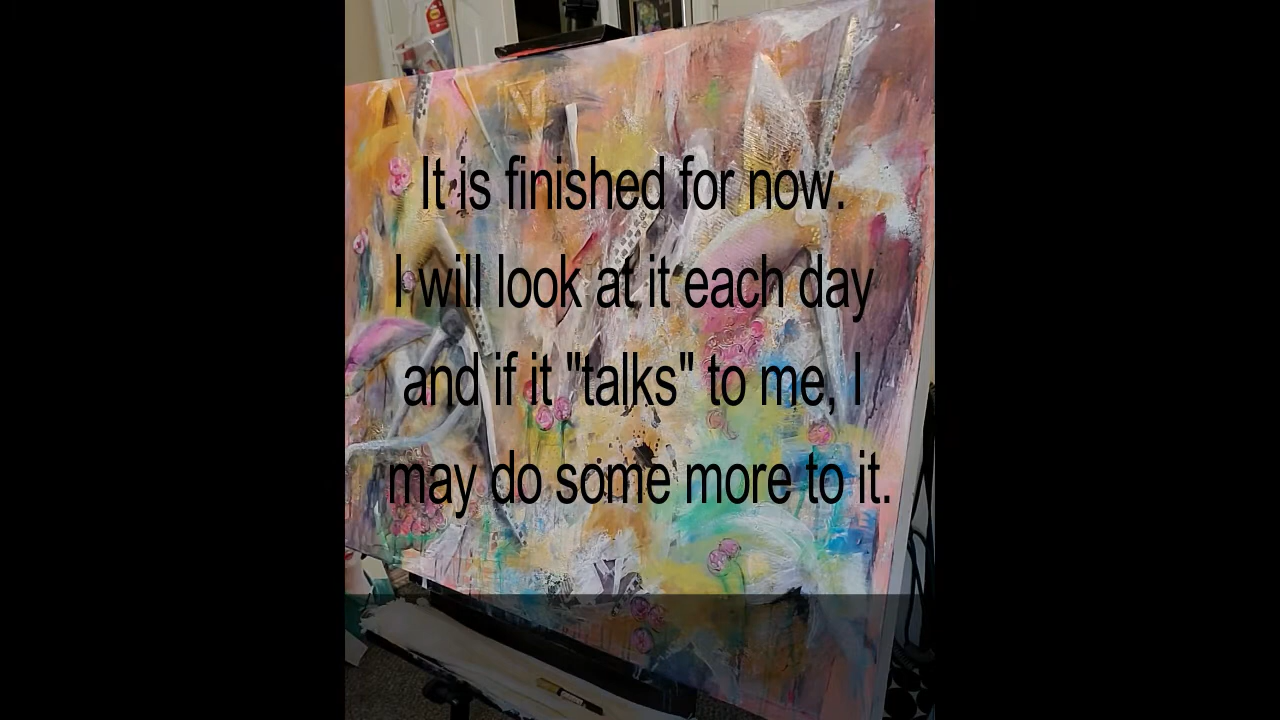 It is finished for now.
I will look at it each day
and if it "talks" to me, I
may do some more to it.